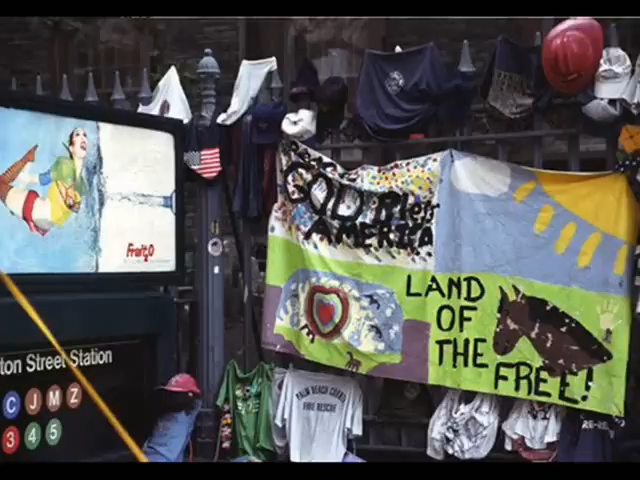 GOD Bless
AMERICA
LAND
OF
THE
FREE!
Fruit2O
ton Street Station
C J M Z
3 4 5
PALM BEACH COUNTY
FIRE RESCUE